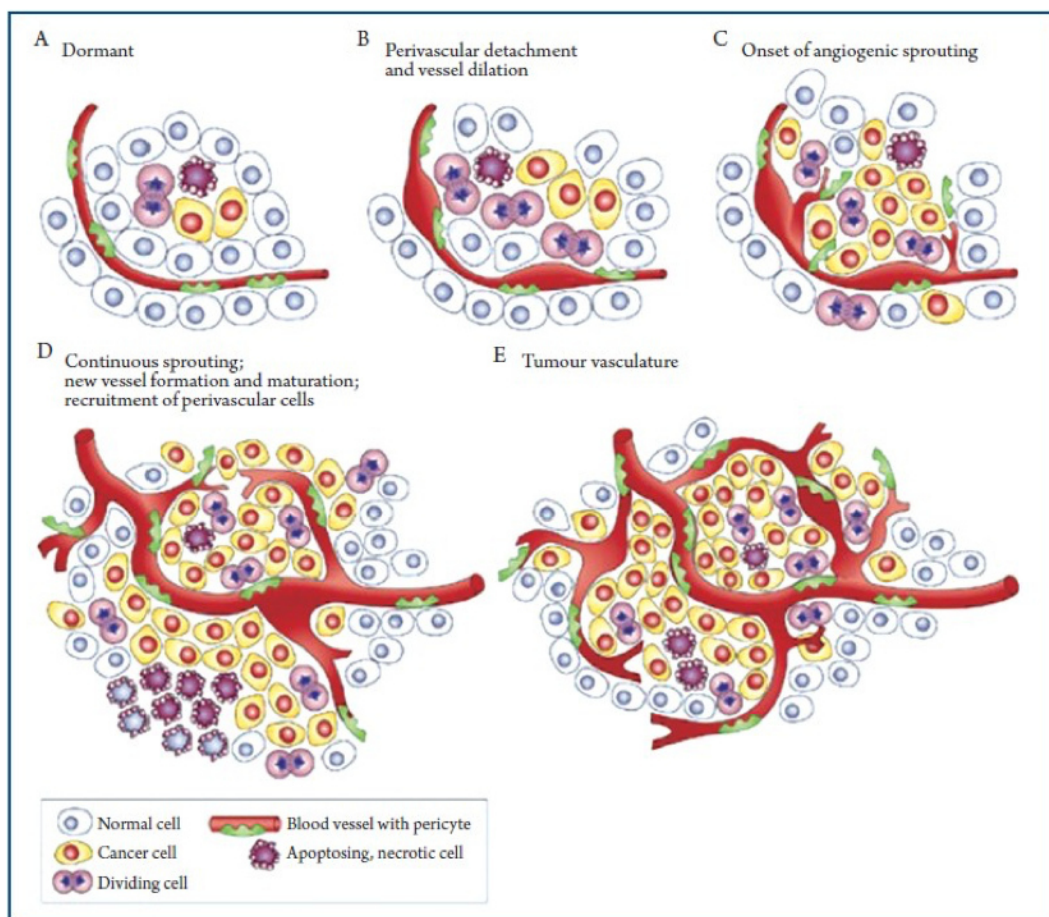 A Dormant
B Perivascular detachment
and vessel dilation
C Onset of angiogenic sprouting
D Continuous sprouting;
new vessel formation and maturation;
recruitment of perivascular cells
E Tumour vasculature
Normal cell
Cancer cell
Dividing cell
Blood vessel with pericyte
Apoptosing, necrotic cell